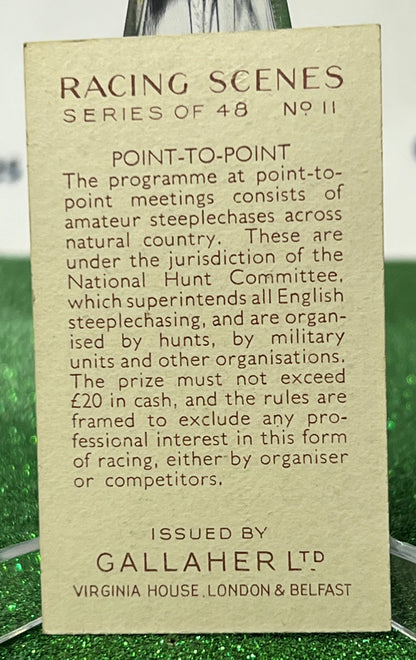 RACING SCENES
SERIES OF 48 Nº 11
POINT-TO-POINT
The programme at point-to-
point meetings consists of
amateur steeplechases across
natural country. These are
under the jurisdiction of the
National Hunt Committee,
which superintends all English
steeplechasing, and are organ-
ised by hunts, by military
units and other organisations.
The prize must not exceed
£20 in cash, and the rules are
framed to exclude any pro-
fessional interest in this form
of racing, either by organiser
or competitors.
ISSUED BY
GALLAHER LTD
VIRGINIA HOUSE, LONDON & BELFAST